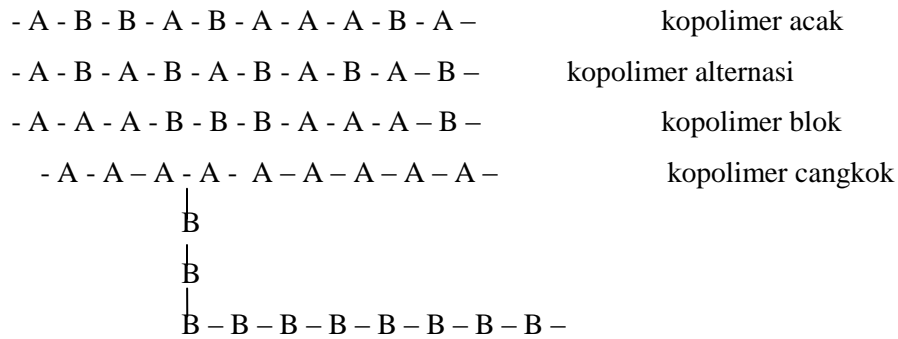 - A - B - B - A - B - A - A - A - B - A – kopolimer acak
- A - B - A - B - A - B - A - B - A – B – kopolimer alternasi
- A - A - A - B - B - B - A - A - A – B – kopolimer blok
- A - A – A - A - A – A – A – A – A – kopolimer cangkok
B
B
B – B – B – B – B – B – B – B –